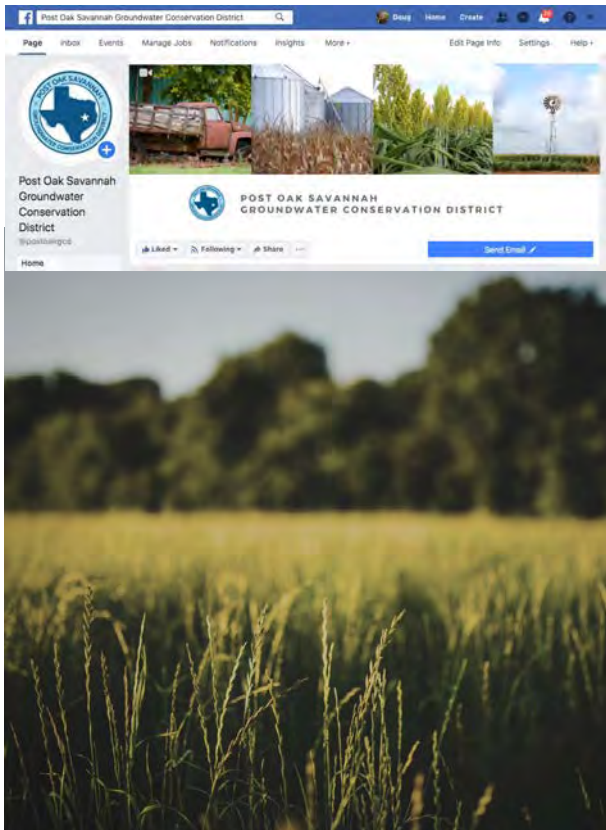 Post Oak Savannah Groundwater Conservation District
Doug Home Create
Page Inbox Events Manage Jobs Notifications Insights More Edit Page Info Settings Help
POST OAK SAVANNAH
GROUNDWATER CONSERVATION DISTRICT
Post Oak Savannah
Groundwater
Conservation
District
@postoakgcd
Home
POST OAK SAVANNAH
GROUNDWATER CONSERVATION DISTRICT
Liked Following Share ...
Send Email